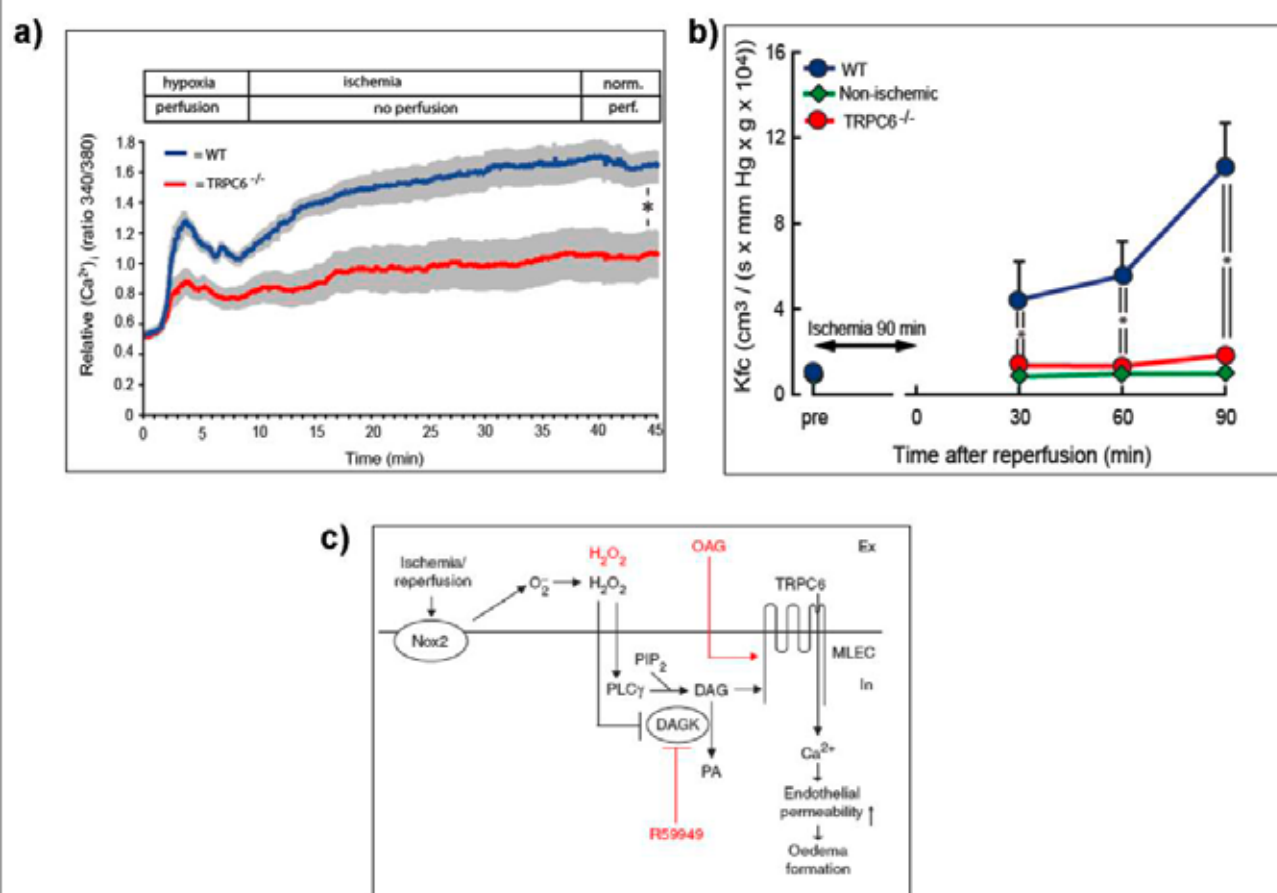 a)
hypoxia ischemia norm.
perfusion no perfusion perf.
Relative (Ca²⁺)i (ratio 340/380)
1.8
1.6
1.4
1.2
1.0
0.8
0.6
0.4
0.2
0
= WT
= TRPC6 -/-
*
0 5 10 15 20 25 30 35 40 45
Time (min)
b)
Kfc (cm³ / (s x mm Hg x g x 10⁴))
16
12
8
4
0
WT
Non-ischemic
TRPC6-/-
Ischemia 90 min
* * *
pre 0 30 60 90
Time after reperfusion (min)
c)
Ischemia/
reperfusion
Nox2
O₂⁻
H₂O₂
H₂O₂
OAG
Ex
TRPC6
MLEC
In
PIP₂
PLCγ
DAG
DAGK
PA
R59949
Ca²⁺
Endothelial
permeability ↑
Oedema
formation